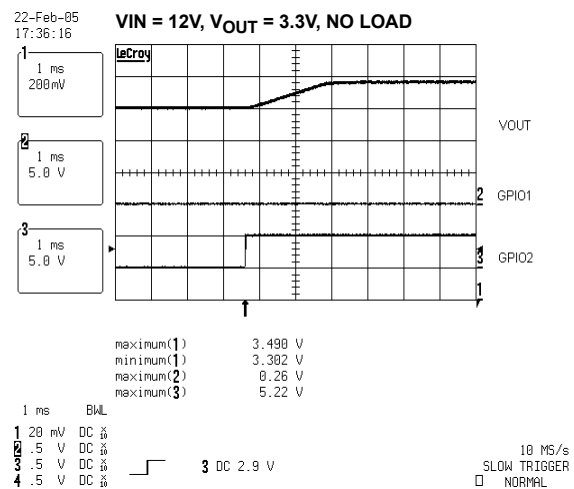 22-Feb-05
17:36:16
VIN = 12V, VOUT = 3.3V, NO LOAD
LeCroy
1
1 ms
200mV
2
1 ms
5.0 V
3
1 ms
5.0 V
VOUT
2 GPIO1
3 GPIO2
1
maximum(1) 3.490 V
minimum(1) 3.302 V
maximum(2) 0.26 V
maximum(3) 5.22 V
1 ms BWL
1 20 mV DC X10
2 .5 V DC X10
3 .5 V DC X10
4 .5 V DC X10
3 DC 2.9 V
10 MS/s
SLOW TRIGGER
NORMAL